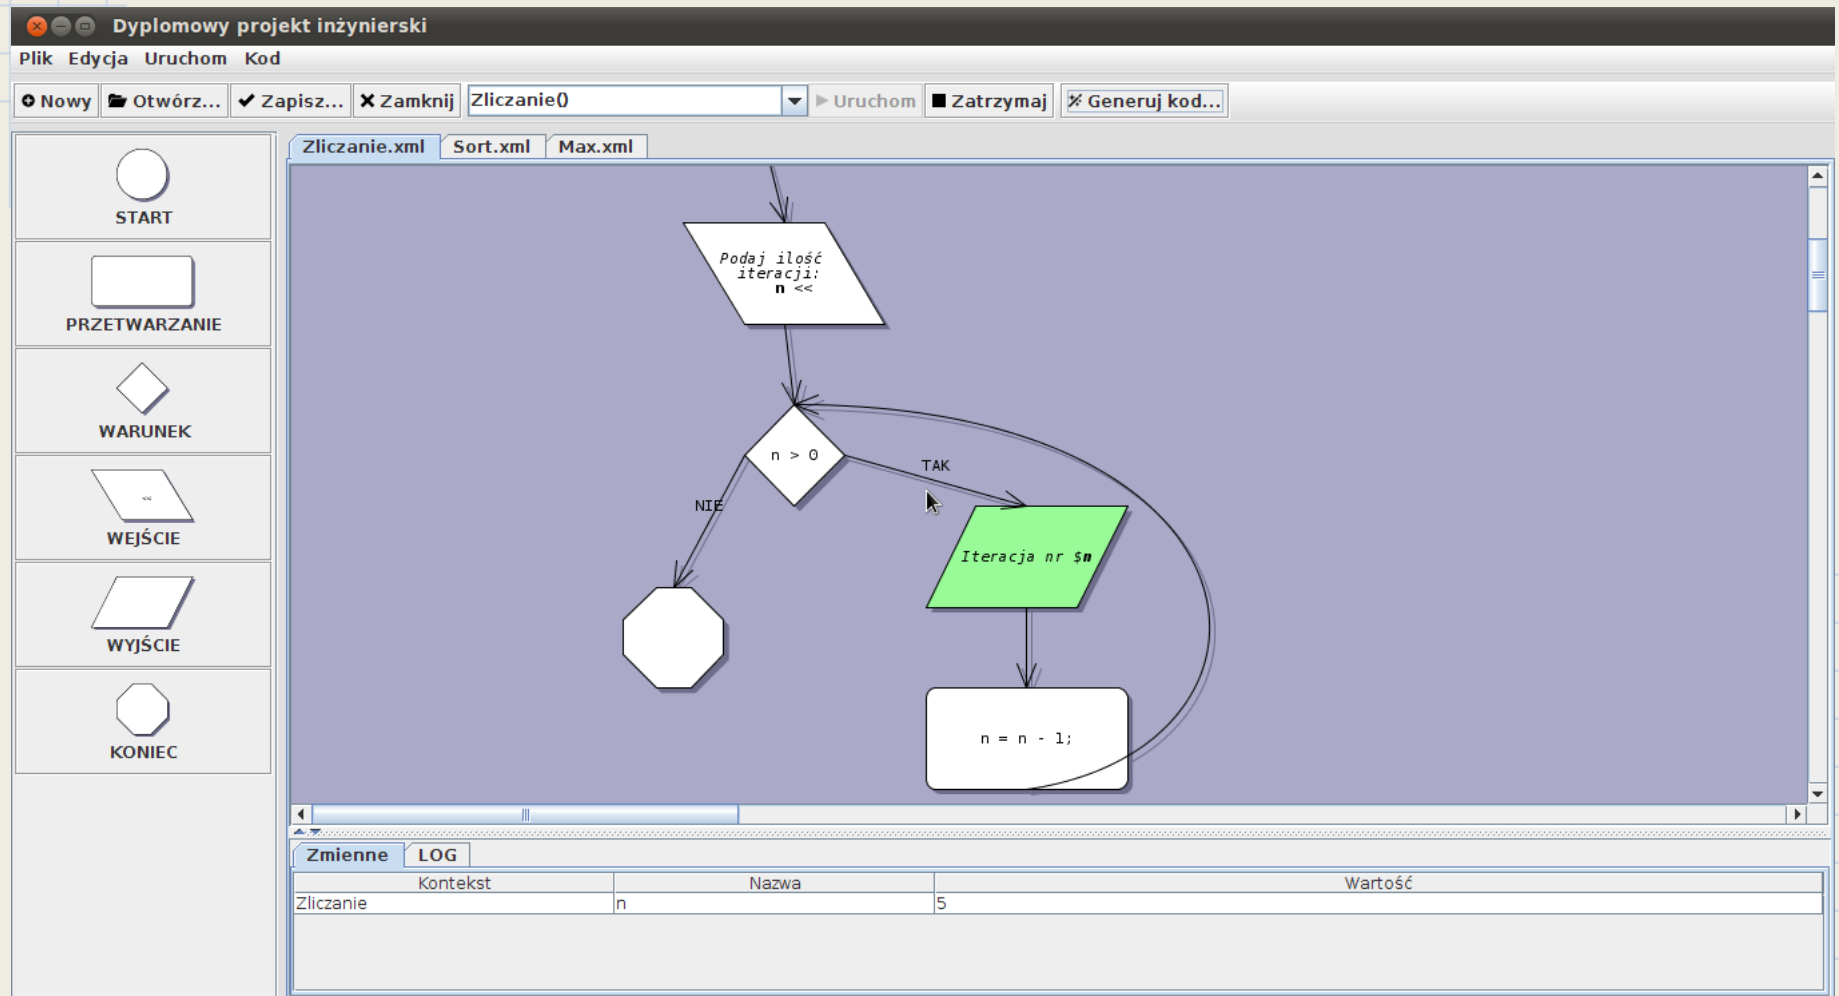 Dyplomowy projekt inżynierski
Plik Edycja Uruchom Kod
Nowy Otwórz... Zapisz... Zamknij Zliczanie() Uruchom Zatrzymaj Generuj kod...
START
PRZETWARZANIE
WARUNEK
<<
WEJŚCIE
WYJŚCIE
KONIEC
Zliczanie.xml Sort.xml Max.xml
Podaj ilość
iteracji:
n <<
n > 0
TAK
NIE
Iteracja nr $n
n = n - 1;
Zmienne LOG
Kontekst Nazwa Wartość
Zliczanie n 5